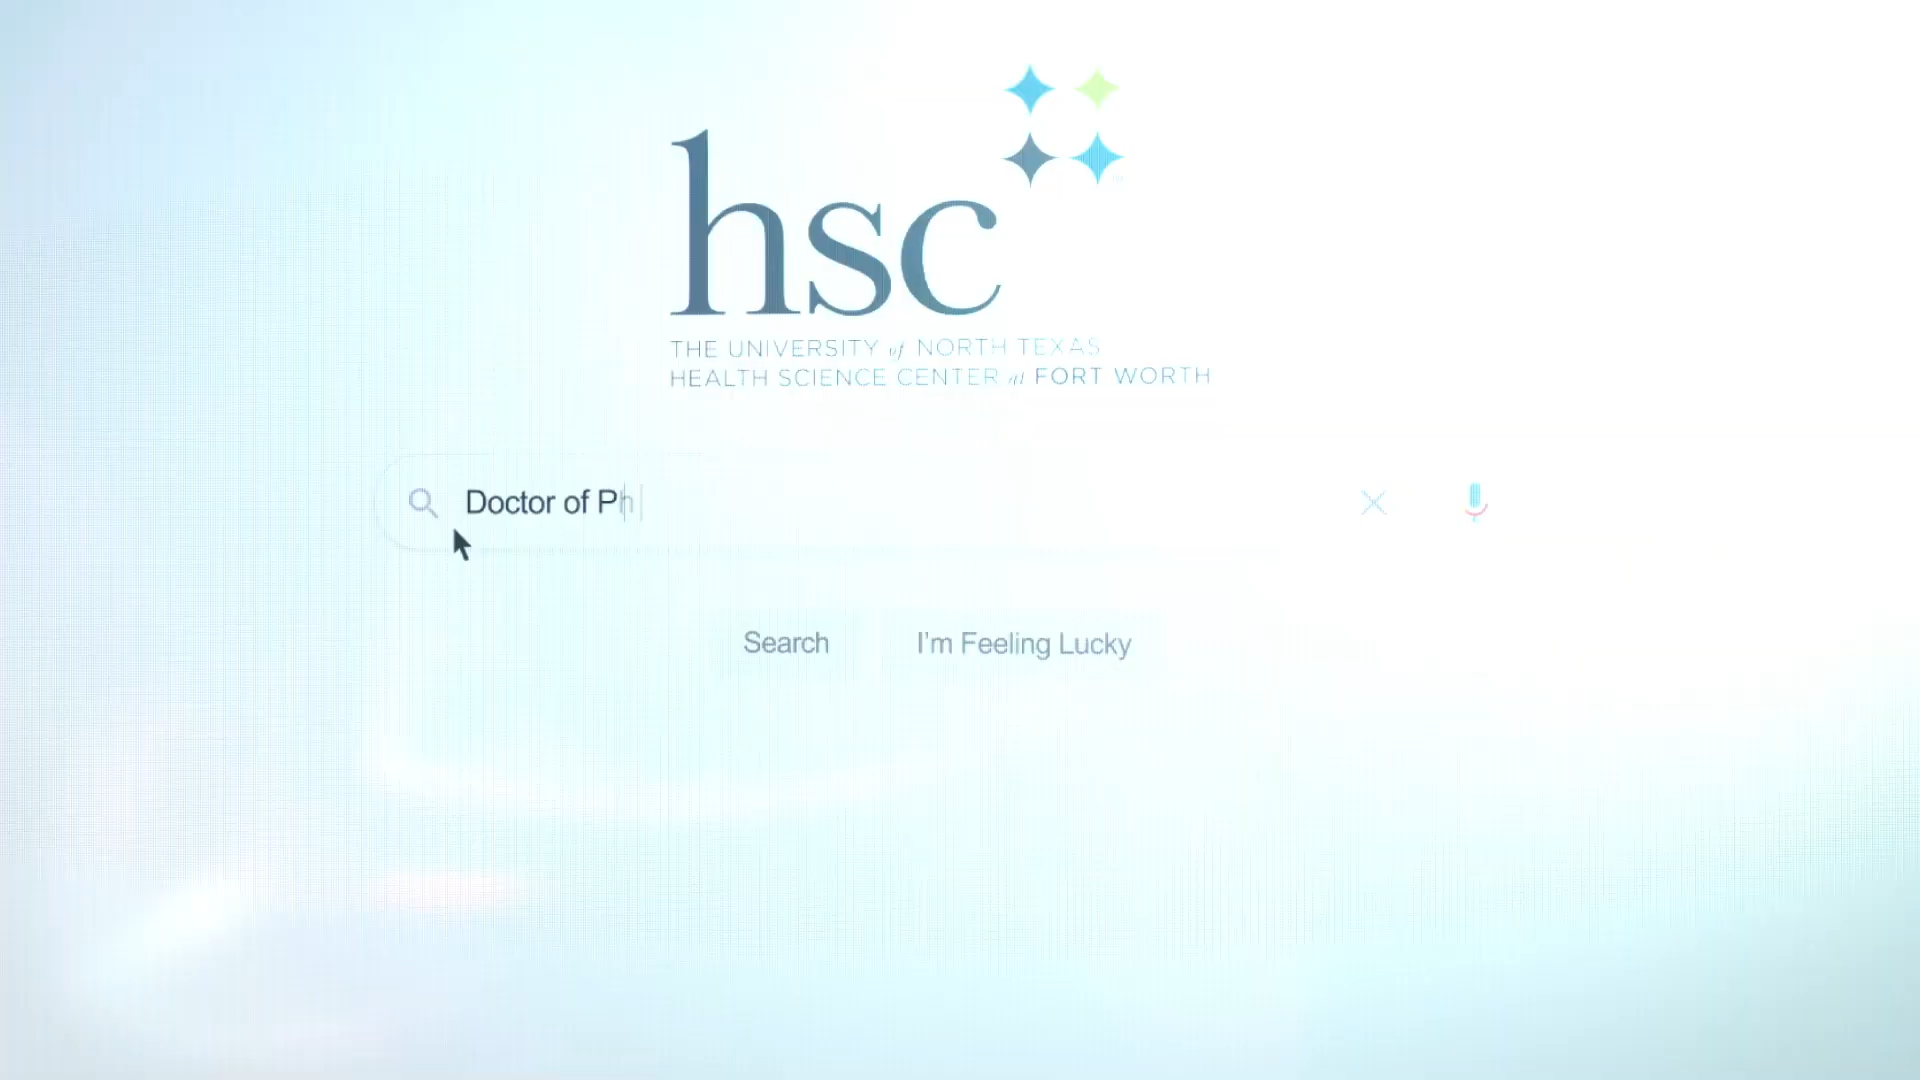 hsc
THE UNIVERSITY of NORTH TEXAS
HEALTH SCIENCE CENTER at FORT WORTH
Doctor of Ph
Search
I'm Feeling Lucky